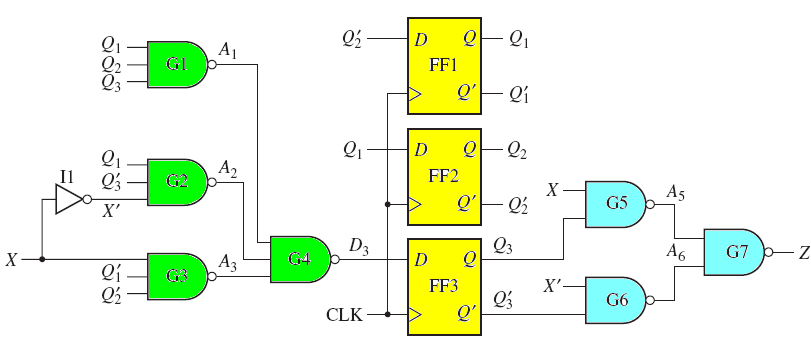 Q₁
Q₂
Q₃
G1
A₁
Q₂′
D
Q
Q₁
FF1
Q′
Q₁′
I1
X′
Q₁
Q₃′
G2
A₂
Q₁
D
Q
Q₂
FF2
Q′
Q₂′
X
Q₁′
Q₂′
G3
A₃
G4
D₃
D
Q
Q₃
FF3
Q′
Q₃′
CLK
X
G5
A₅
X′
G6
A₆
G7
Z